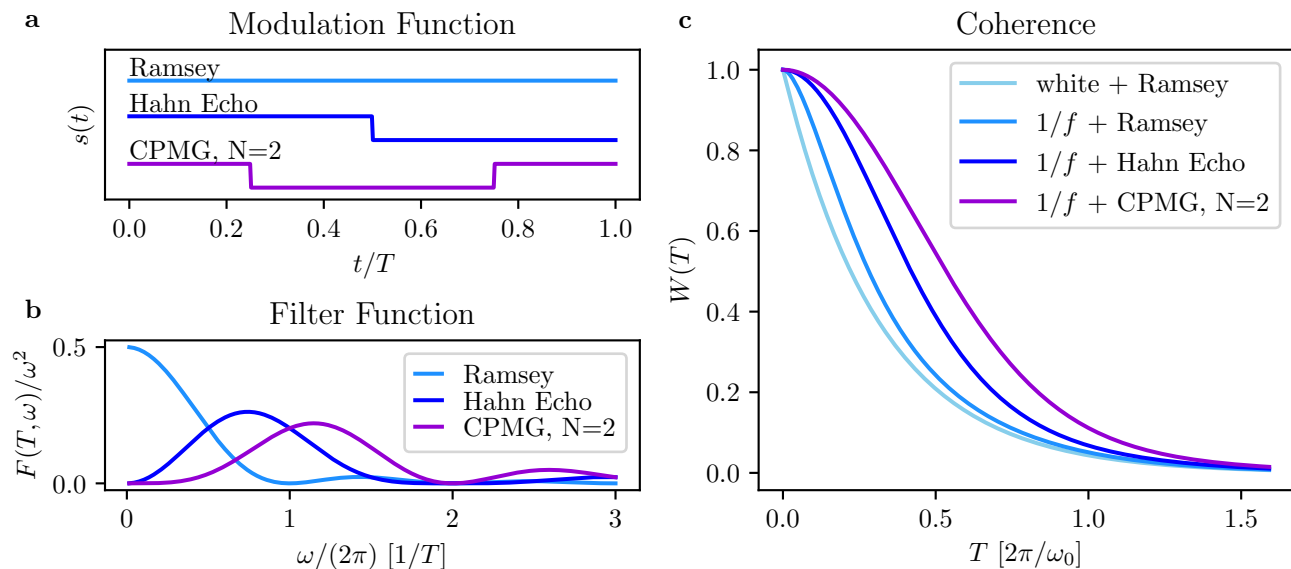 a
Modulation Function
s(t)
Ramsey
Hahn Echo
CPMG, N=2
0.0 0.2 0.4 0.6 0.8 1.0
t/T
b
Filter Function
F(T, ω)/ω²
0.5
0.0
Ramsey
Hahn Echo
CPMG, N=2
0 1 2 3
ω/(2π) [1/T]
c
Coherence
W(T)
1.0
0.8
0.6
0.4
0.2
0.0
white + Ramsey
1/f + Ramsey
1/f + Hahn Echo
1/f + CPMG, N=2
0.0 0.5 1.0 1.5
T [2π/ω₀]